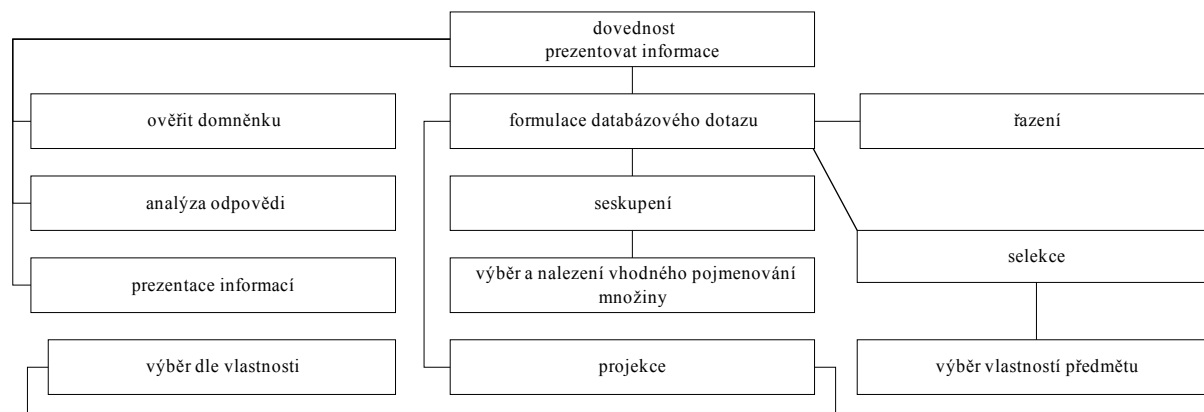 dovednost
prezentovat informace
ověřit domněnku
formulace databázového dotazu
řazení
analýza odpovědi
seskupení
selekce
prezentace informací
výběr a nalezení vhodného pojmenování
množiny
výběr dle vlastnosti
projekce
výběr vlastností předmětu